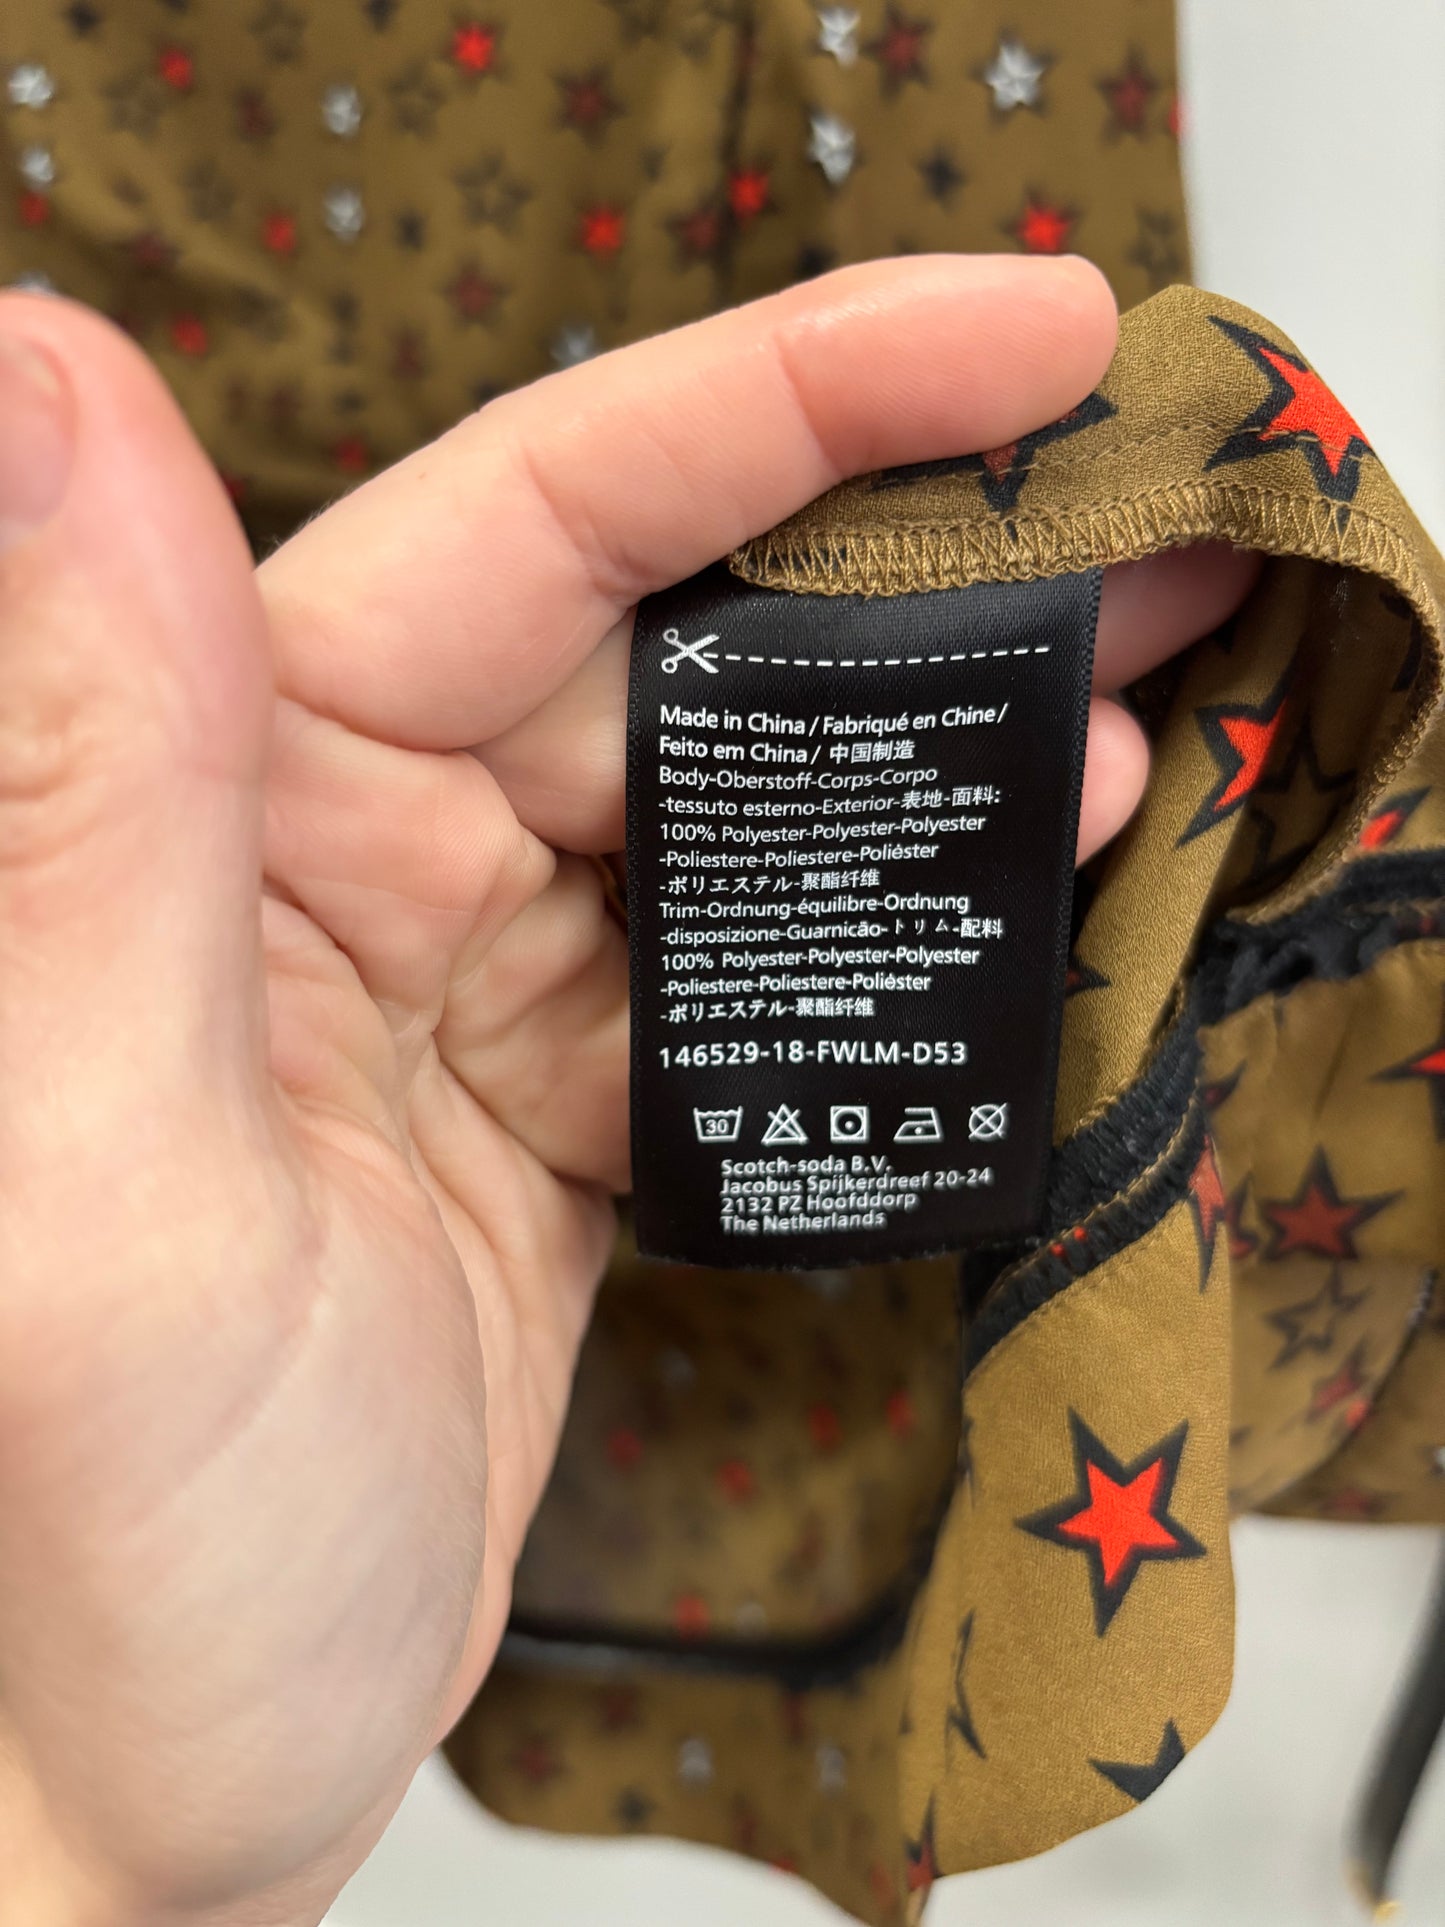 Made in China / Fabriqué en Chine/
Feito em China / 中国制造
Body-Oberstoff-Corps-Corpo
-tessuto esterno-Exterior-表地-面料:
100% Polyester-Polyester-Polyester
-Poliestere-Poliestere-Poliéster
-ポリエステル-聚酯纤维
Trim-Ordnung-équilibre-Ordnung
-disposizione-Guarnicão-トリム-配料
100% Polyester-Polyester-Polyester
-Poliestere-Poliestere-Poliéster
-ポリエステル-聚酯纤维
146529-18-FWLM-D53
30
Scotch-soda B.V.
Jacobus Spijkerdreef 20-24
2132 PZ Hoofddorp
The Netherlands